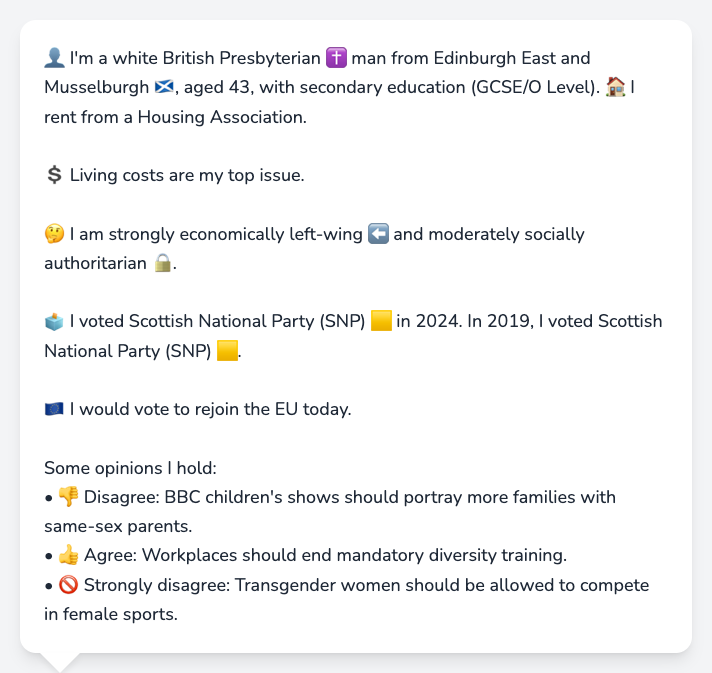 👤 I'm a white British Presbyterian ✝️ man from Edinburgh East and
Musselburgh 🏴󠁧󠁢󠁳󠁣󠁴󠁿, aged 43, with secondary education (GCSE/O Level). 🏠 I
rent from a Housing Association.
💲 Living costs are my top issue.
🤔 I am strongly economically left-wing ⬅️ and moderately socially
authoritarian 🔒.
🗳️ I voted Scottish National Party (SNP) 🟨 in 2024. In 2019, I voted Scottish
National Party (SNP) 🟨.
🇪🇺 I would vote to rejoin the EU today.
Some opinions I hold:
• 👎 Disagree: BBC children's shows should portray more families with
same-sex parents.
• 👍 Agree: Workplaces should end mandatory diversity training.
• 🚫 Strongly disagree: Transgender women should be allowed to compete
in female sports.